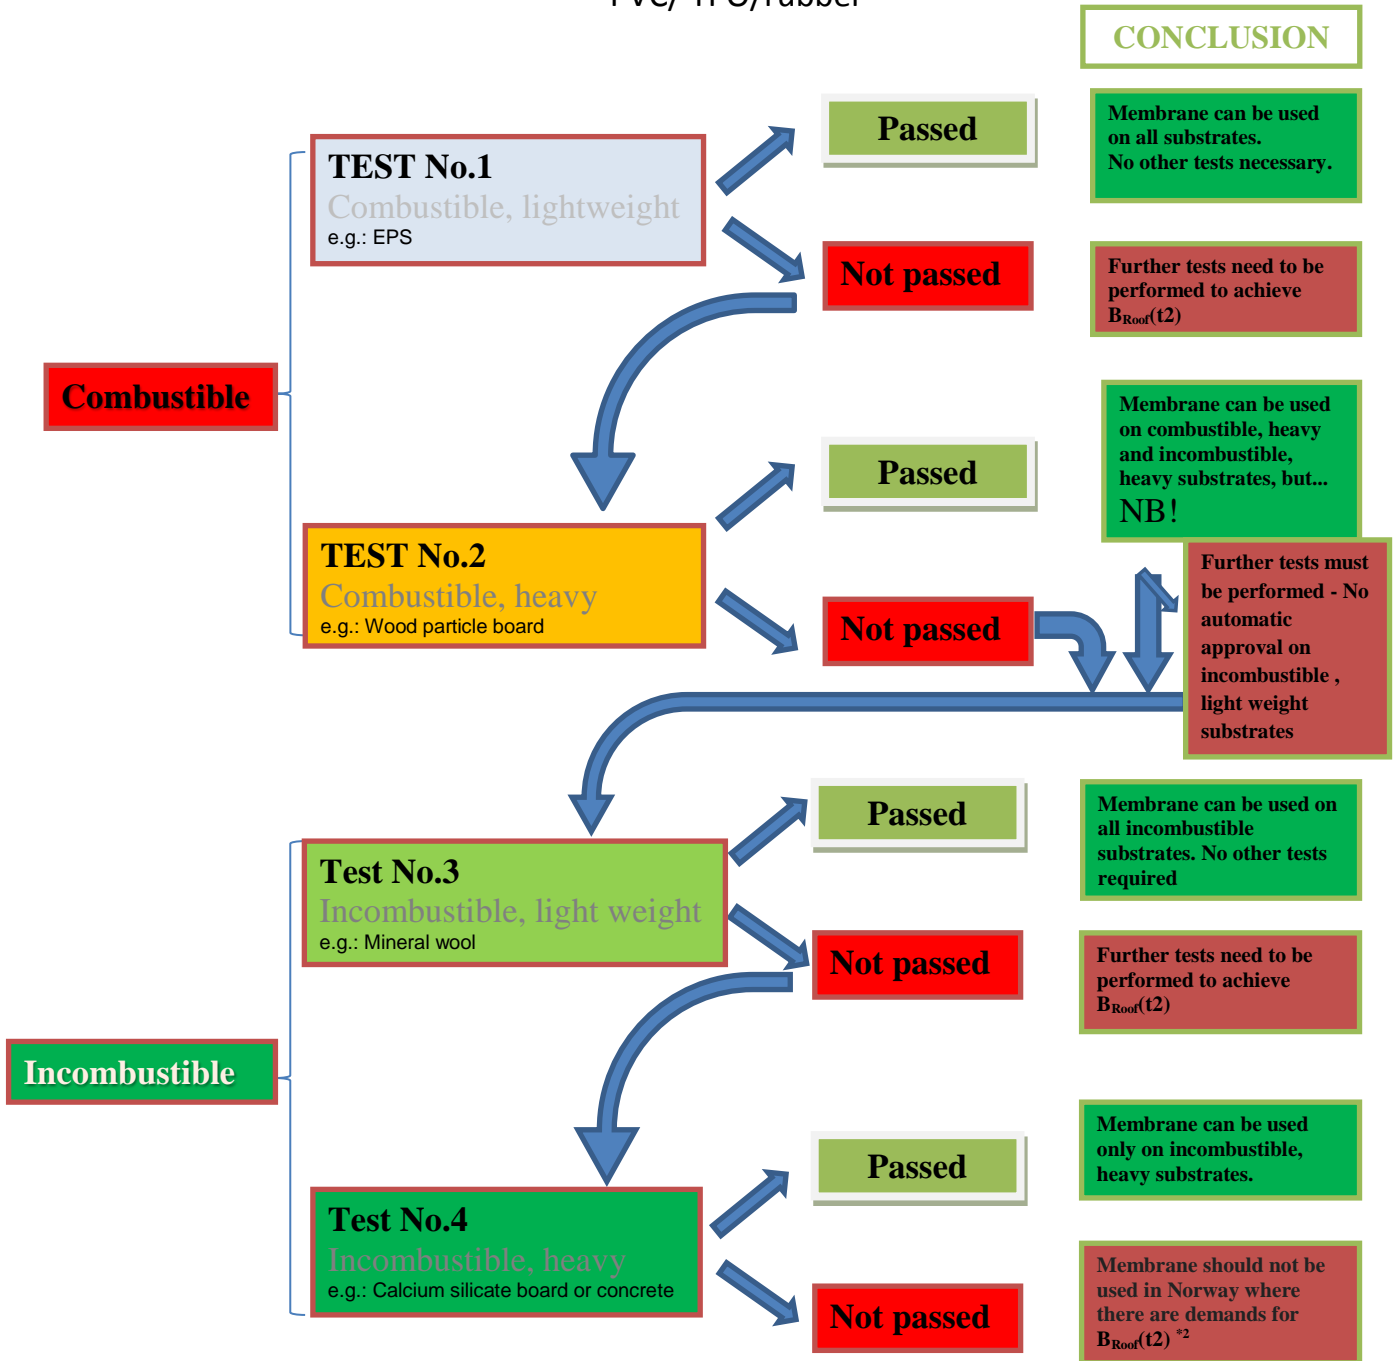 PVC/ TPO/rubber
CONCLUSION
TEST No.1
Combustible, lightweight
e.g.: EPS
Passed
Membrane can be used
on all substrates.
No other tests necessary.
Not passed
Further tests need to be
performed to achieve
BRoof(t2)
Combustible
TEST No.2
Combustible, heavy
e.g.: Wood particle board
Passed
Membrane can be used
on combustible, heavy
and incombustible,
heavy substrates, but...
NB!
Not passed
Further tests must
be performed - No
automatic
approval on
incombustible ,
light weight
substrates
Test No.3
Incombustible, light weight
e.g.: Mineral wool
Passed
Membrane can be used on
all incombustible
substrates. No other tests
required
Not passed
Further tests need to be
performed to achieve
BRoof(t2)
Incombustible
Test No.4
Incombustible, heavy
e.g.: Calcium silicate board or concrete
Passed
Membrane can be used
only on incombustible,
heavy substrates.
Not passed
Membrane should not be
used in Norway where
there are demands for
BRoof(t2) *2